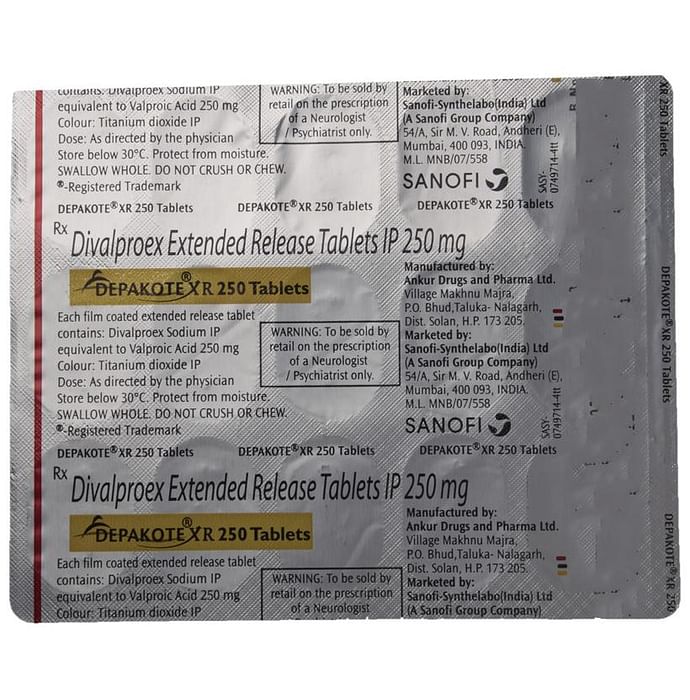 contains: Divalproex Sodium IP
equivalent to Valproic Acid 250 mg
Colour: Titanium dioxide IP
Dose: As directed by the physician
Store below 30°C. Protect from moisture.
SWALLOW WHOLE. DO NOT CRUSH OR CHEW.
®-Registered Trademark
WARNING: To be sold by
retail on the prescription
of a Neurologist
/ Psychiatrist only.
Marketed by:
Sanofi-Synthelabo(India) Ltd
(A Sanofi Group Company)
54/A, Sir M. V. Road, Andheri (E),
Mumbai, 400 093, INDIA.
M.L. MNB/07/558
SANOFI
SASY-
0749714-4tt
DEPAKOTE®XR 250 Tablets
DEPAKOTE®XR 250 Tablets
DEPAKOTE®XR 250 Tablets
Rx
Divalproex Extended Release Tablets IP 250 mg
DEPAKOTE®XR 250 Tablets
Each film coated extended release tablet
contains: Divalproex Sodium IP
equivalent to Valproic Acid 250 mg
Colour: Titanium dioxide IP
Dose: As directed by the physician
Store below 30°C. Protect from moisture.
SWALLOW WHOLE. DO NOT CRUSH OR CHEW.
®-Registered Trademark
WARNING: To be sold by
retail on the prescription
of a Neurologist
/ Psychiatrist only.
Manufactured by:
Ankur Drugs and Pharma Ltd.
Village Makhnu Majra,
P.O. Bhud,Taluka- Nalagarh,
Dist. Solan, H.P. 173 205.
Marketed by:
Sanofi-Synthelabo(India) Ltd
(A Sanofi Group Company)
54/A, Sir M. V. Road, Andheri (E),
Mumbai, 400 093, INDIA.
M.L. MNB/07/558
SANOFI
SASY-
0749714-4tt
DEPAKOTE®XR 250 Tablets
DEPAKOTE®XR 250 Tablets
DEPAKOTE®XR 250 Tablets
Rx
Divalproex Extended Release Tablets IP 250 mg
DEPAKOTE®XR 250 Tablets
Each film coated extended release tablet
contains: Divalproex Sodium IP
equivalent to Valproic Acid 250 mg
Colour: Titanium dioxide IP
WARNING: To be sold by
retail on the prescription
of a Neurologist
Manufactured by:
Ankur Drugs and Pharma Ltd.
Village Makhnu Majra,
P.O. Bhud,Taluka- Nalagarh,
Dist. Solan, H.P. 173 205.
Marketed by:
Sanofi-Synthelabo(India) Ltd
(A Sanofi Group Company)
XR 250 Tablets
DEPAKOTE®XR 250 Tablets
DEPAKOTE®XR 250